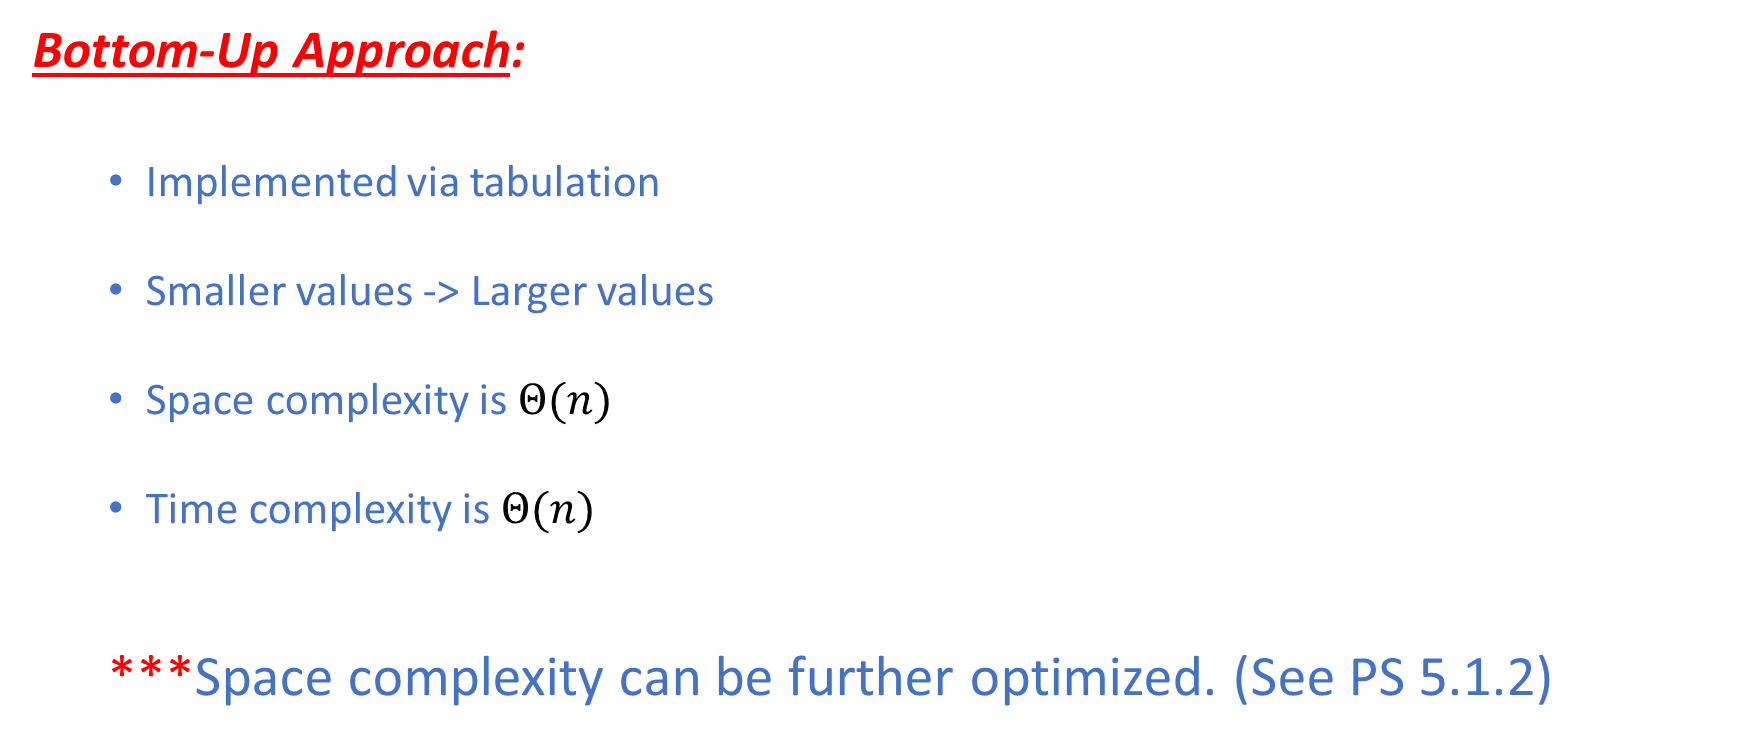 Bottom-Up Approach:
• Implemented via tabulation
• Smaller values -> Larger values
• Space complexity is Θ(𝑛)
• Time complexity is Θ(𝑛)
***Space complexity can be further optimized. (See PS 5.1.2)